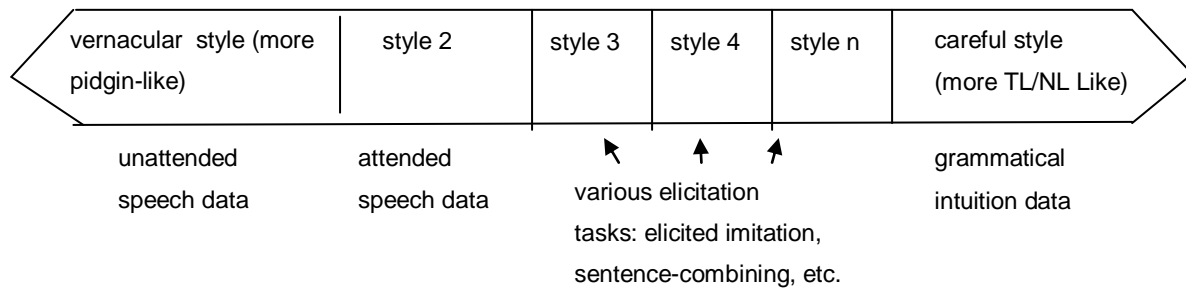 vernacular style (more
pidgin-like)
style 2
style 3
style 4
style n
careful style
(more TL/NL Like)
unattended
speech data
attended
speech data
various elicitation
tasks: elicited imitation,
sentence-combining, etc.
grammatical
intuition data